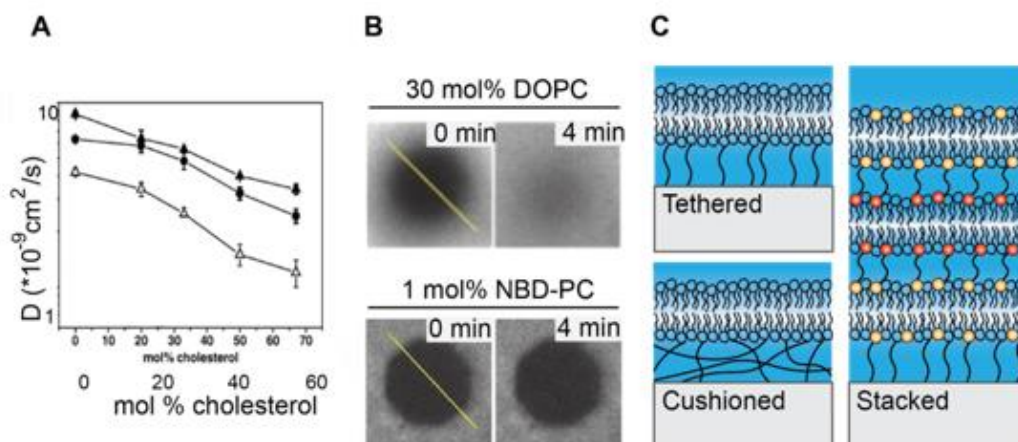 A
B
C
D (*10⁻⁹cm²/s)
10
1
0 10 20 30 40 50 60 70
mol% cholesterol
0 20 40 60
mol % cholesterol
30 mol% DOPC
0 min 4 min
1 mol% NBD-PC
0 min 4 min
Tethered
Cushioned
Stacked